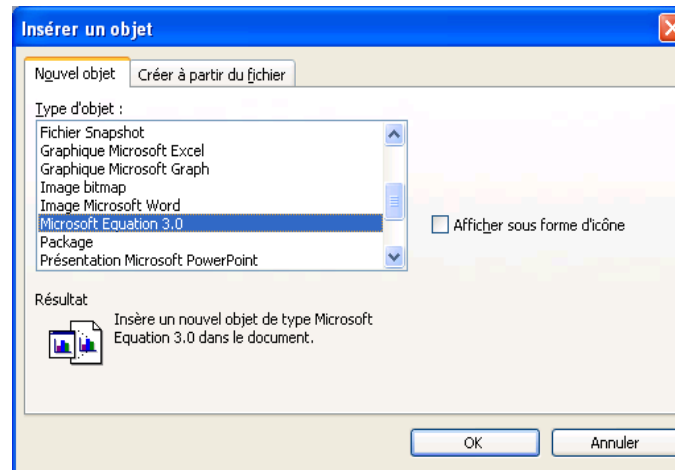 Insérer un objet
Nouvel objet Créer à partir du fichier
Type d'objet :
Fichier Snapshot
Graphique Microsoft Excel
Graphique Microsoft Graph
Image bitmap
Image Microsoft Word
Microsoft Equation 3.0
Package
Présentation Microsoft PowerPoint
Afficher sous forme d'icône
Résultat
Insère un nouvel objet de type Microsoft
Equation 3.0 dans le document.
OK Annuler